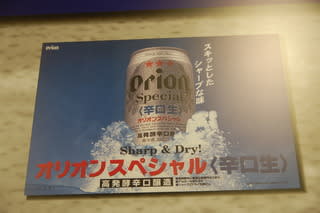 orion
スキッとした
シャープな味
Orion
Special
〈辛口生〉
オリオンスペシャル
高発酵辛口醸造
Sharp & Dry!
オリオンスペシャル〈辛口生〉
高発酵辛口醸造